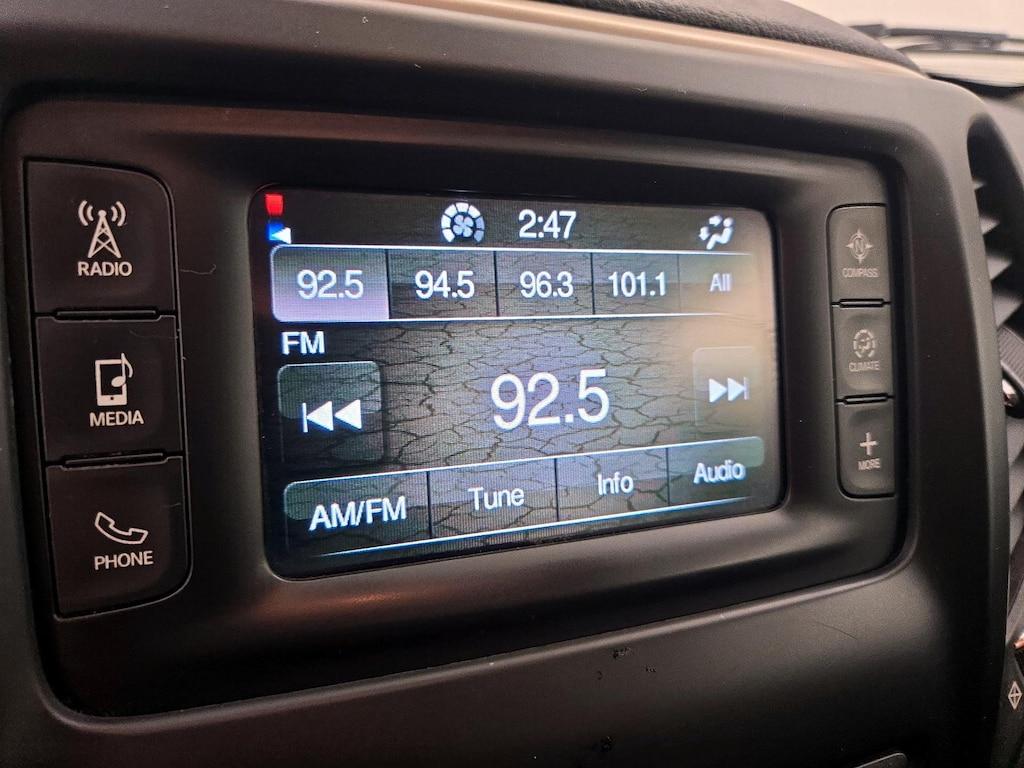 RADIO
MEDIA
PHONE
2:47
92.5 94.5 96.3 101.1 All
FM
92.5
AM/FM Tune Info Audio
COMPASS
CLIMATE
MORE